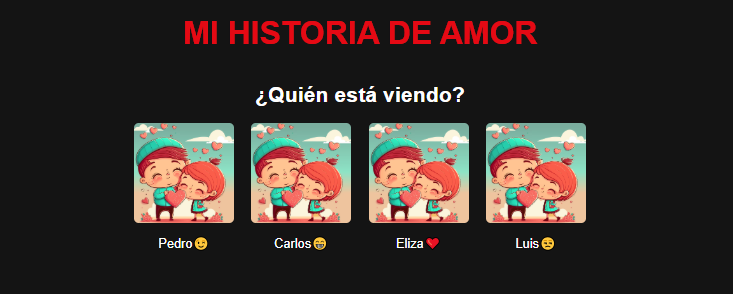 MI HISTORIA DE AMOR
¿Quién está viendo?
Pedro😉 Carlos😁 Eliza❤️ Luis😒